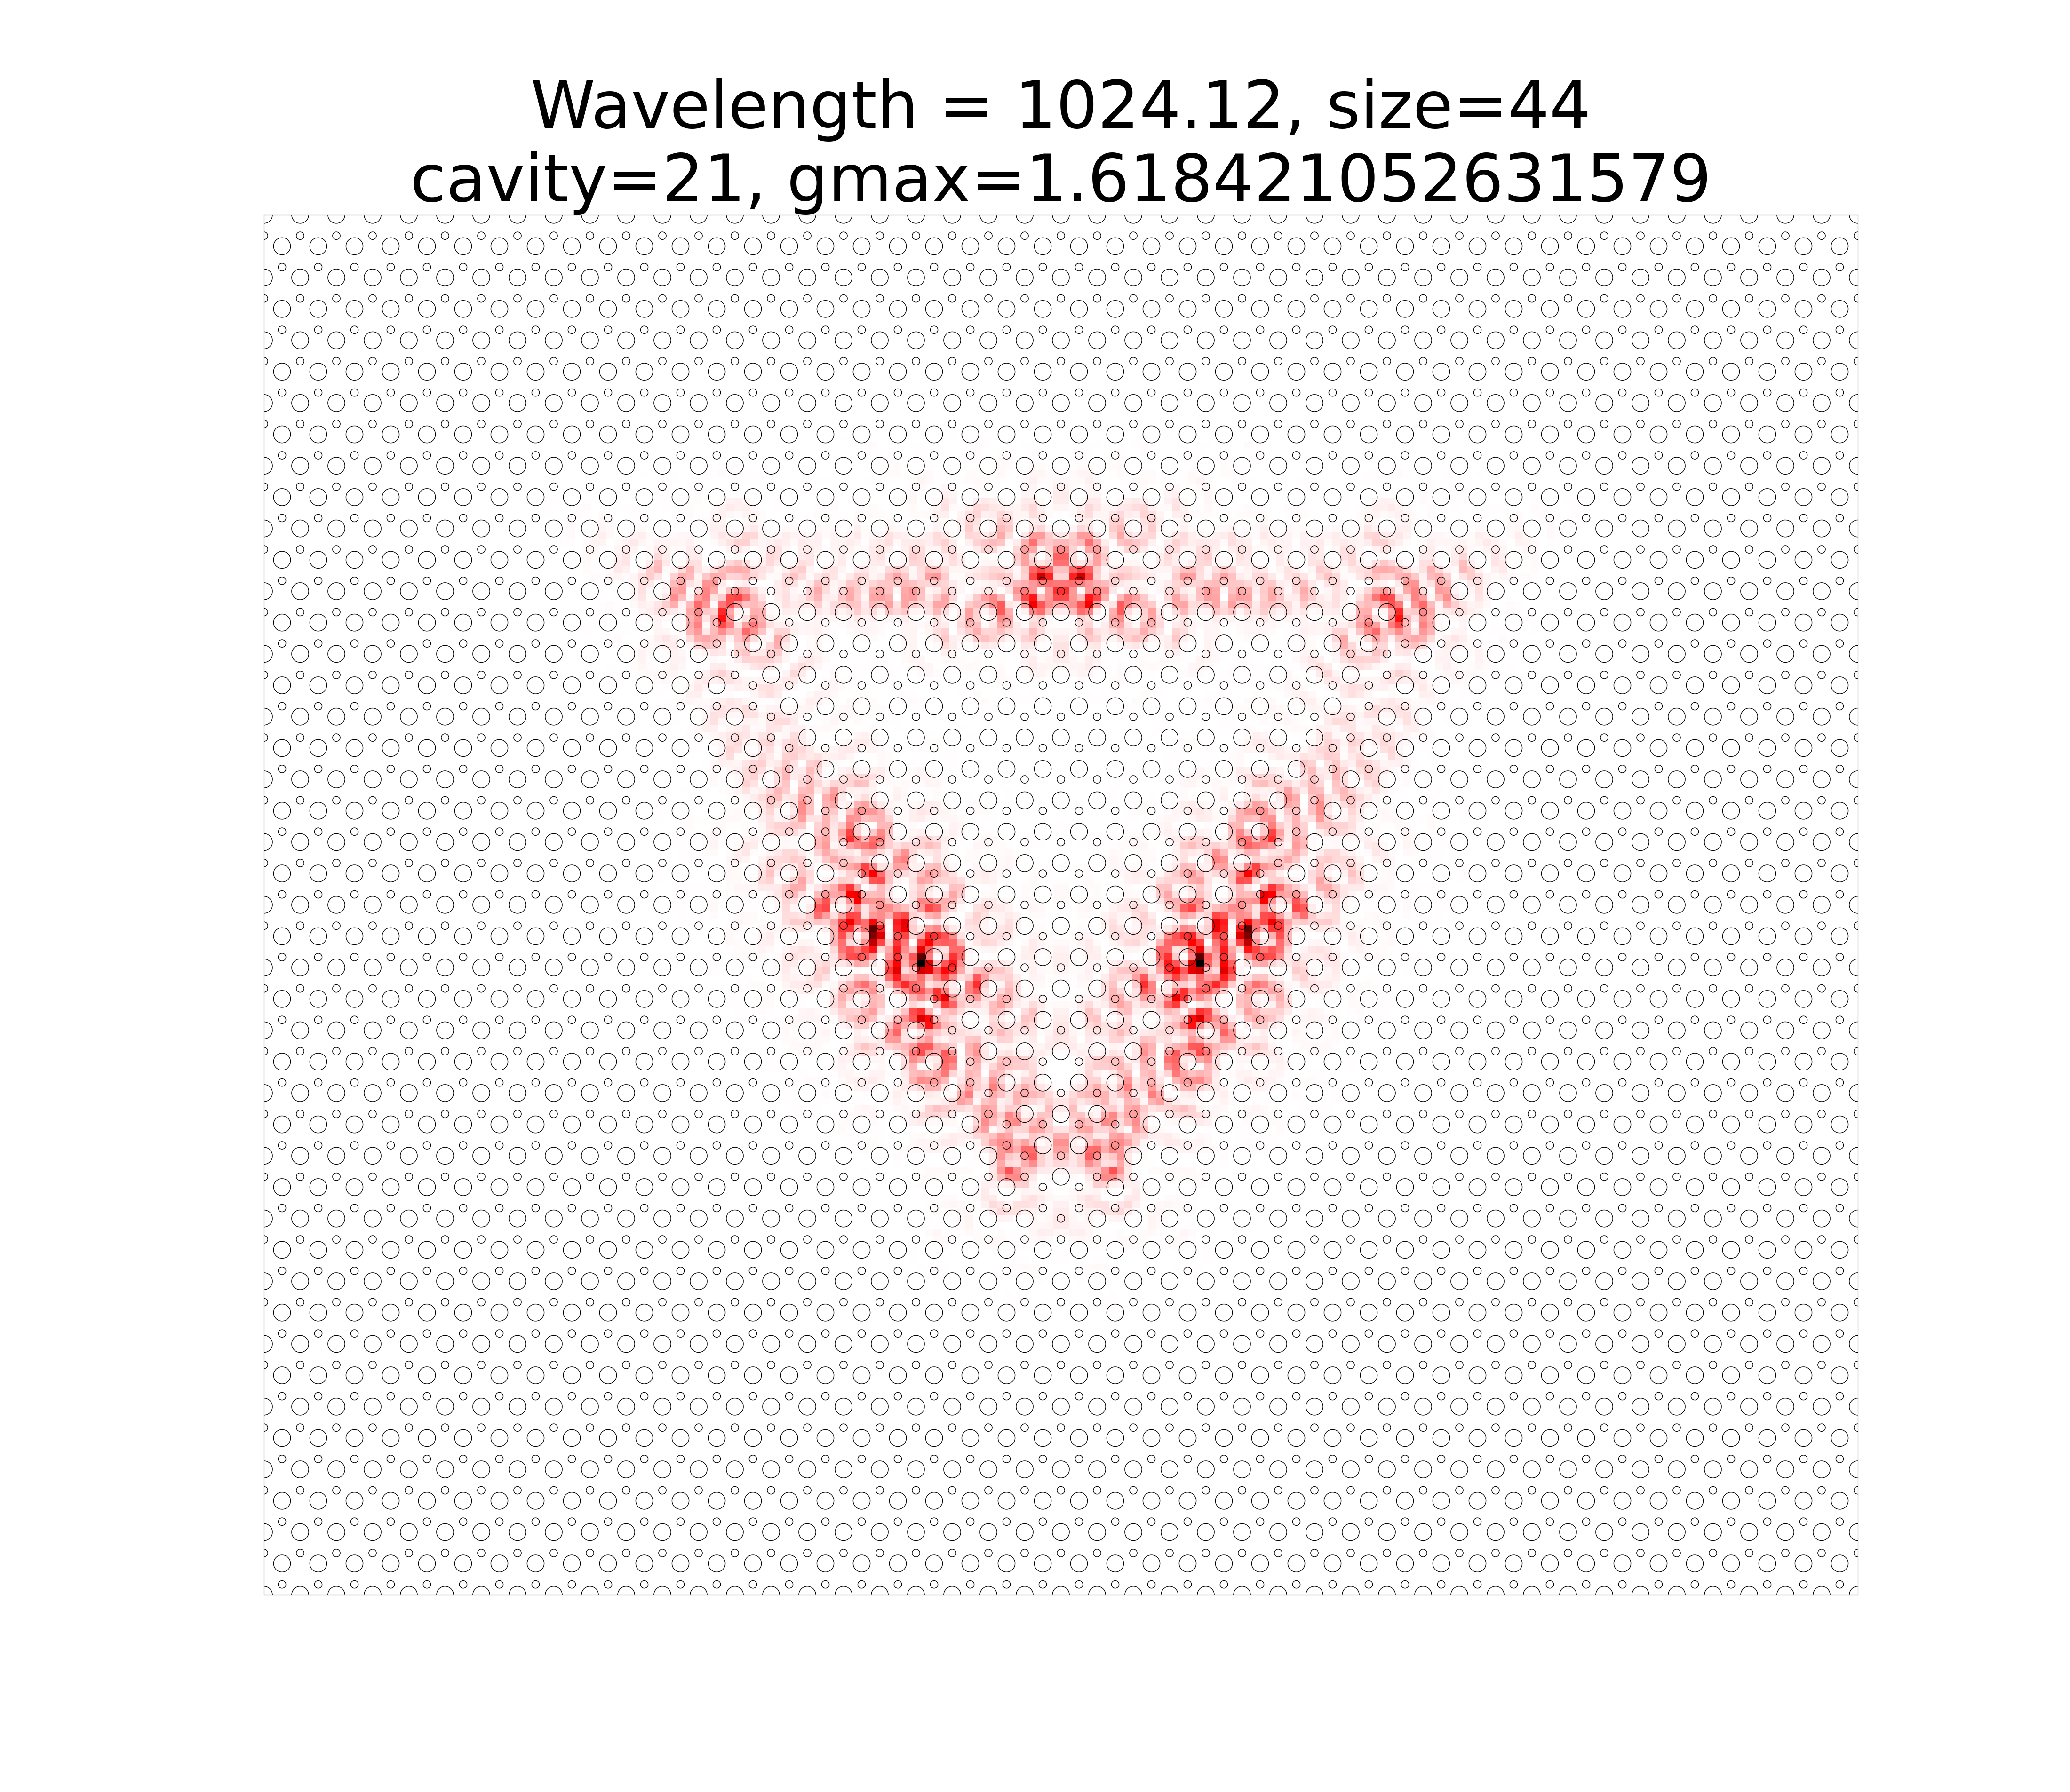 Wavelength = 1024.12, size=44
cavity=21, gmax=1.618421052631579